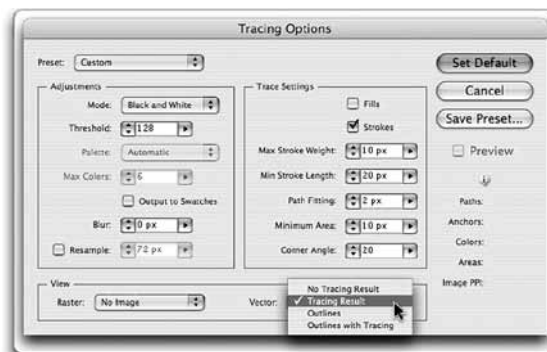 Tracing Options
Preset: Custom
Set Default
Cancel
Save Preset...
Preview
Adjustments
Mode: Black and White
Threshold: 128
Palette: Automatic
Max Colors: 6
Output to Swatches
Blur: 0 px
Resample: 72 px
Trace Settings
Fills
Strokes
Max Stroke Weight: 10 px
Min Stroke Length: 20 px
Path Fitting: 2 px
Minimum Area: 10 px
Corner Angle: 20
Paths:
Anchors:
Colors:
Areas:
Image PPI:
View
Raster: No Image
Vector:
No Tracing Result
✓ Tracing Result
Outlines
Outlines with Tracing